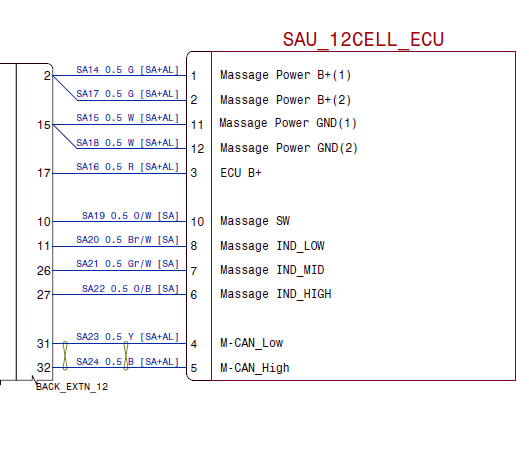 SAU_12CELL_ECU
2 SA14 0.5 G [SA+AL] 1 Massage Power B+(1)
SA17 0.5 G [SA+AL] 2 Massage Power B+(2)
15 SA15 0.5 W [SA+AL] 11 Massage Power GND(1)
SA18 0.5 W [SA+AL] 12 Massage Power GND(2)
17 SA16 0.5 R [SA+AL] 3 ECU B+
10 SA19 0.5 O/W [SA] 10 Massage SW
11 SA20 0.5 Br/W [SA] 8 Massage IND_LOW
26 SA21 0.5 Gr/W [SA] 7 Massage IND_MID
27 SA22 0.5 O/B [SA] 6 Massage IND_HIGH
31 SA23 0.5 Y [SA+AL] 4 M-CAN_Low
32 SA24 0.5 B [SA+AL] 5 M-CAN_High
BACK_EXTN_12